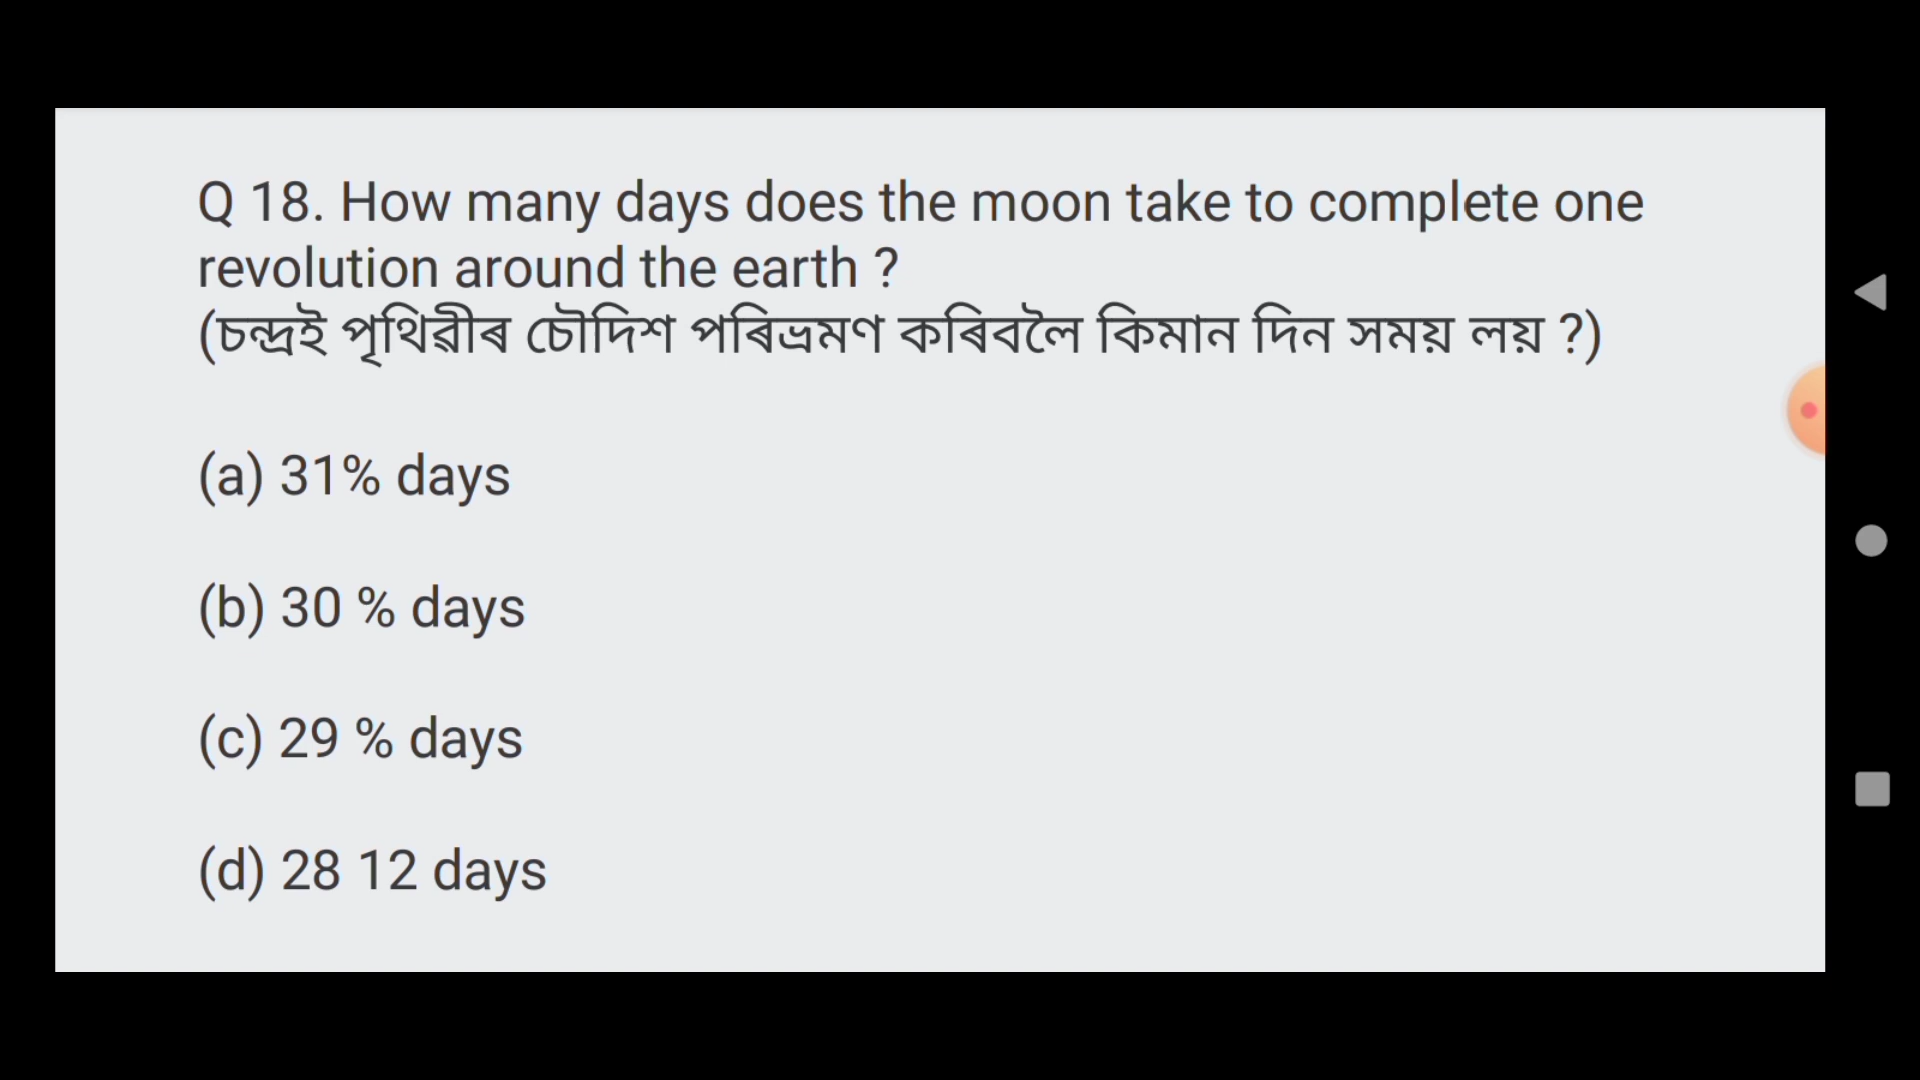 Q 18. How many days does the moon take to complete one
revolution around the earth ?
(চন্দ্ৰই পৃথিৱীৰ চৌদিশ পৰিভ্ৰমণ কৰিবলৈ কিমান দিন সময় লয় ?)
(a) 31% days
(b) 30 % days
(c) 29 % days
(d) 28 12 days